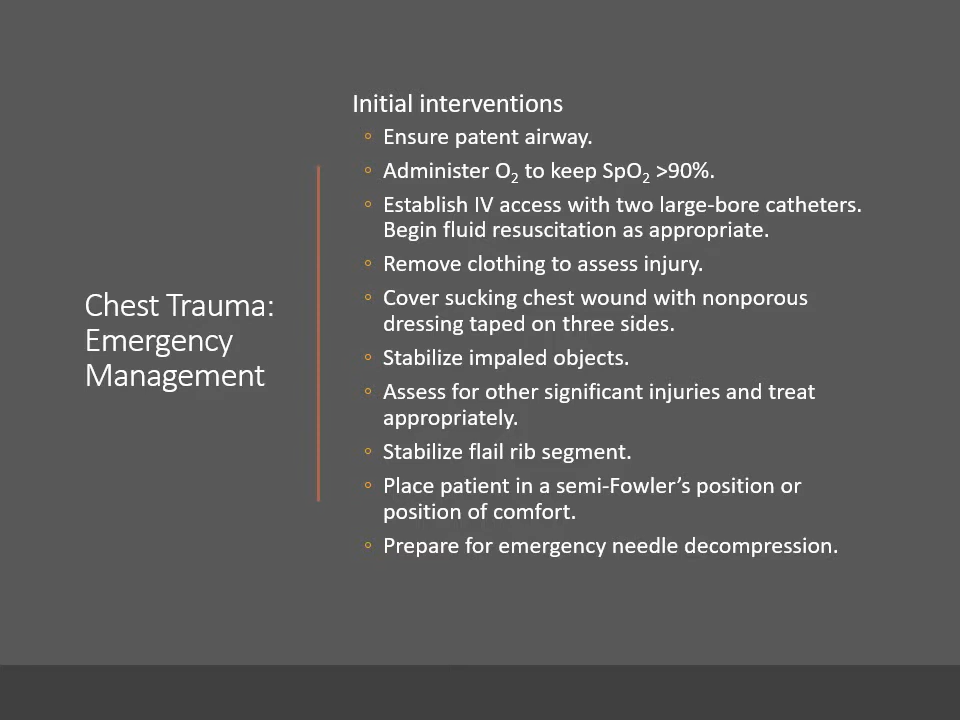 Chest Trauma:
Emergency
Management
Initial interventions
◦ Ensure patent airway.
◦ Administer O₂ to keep SpO₂ >90%.
◦ Establish IV access with two large-bore catheters.
Begin fluid resuscitation as appropriate.
◦ Remove clothing to assess injury.
◦ Cover sucking chest wound with nonporous
dressing taped on three sides.
◦ Stabilize impaled objects.
◦ Assess for other significant injuries and treat
appropriately.
◦ Stabilize flail rib segment.
◦ Place patient in a semi-Fowler’s position or
position of comfort.
◦ Prepare for emergency needle decompression.